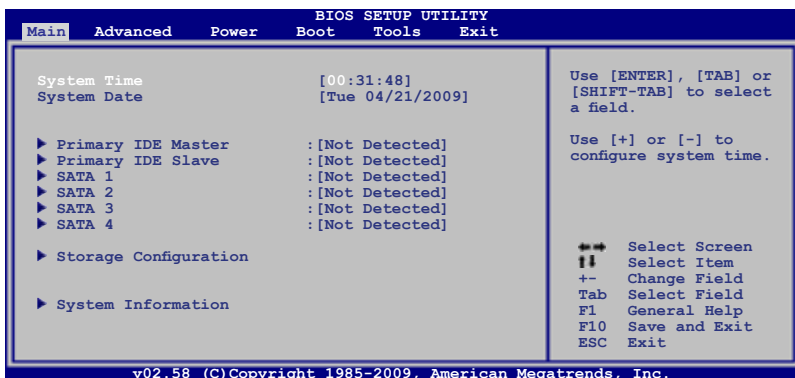 BIOS SETUP UTILITY
Main Advanced Power Boot Tools Exit
System Time [00:31:48]
System Date [Tue 04/21/2009]
Primary IDE Master :[Not Detected]
Primary IDE Slave :[Not Detected]
SATA 1 :[Not Detected]
SATA 2 :[Not Detected]
SATA 3 :[Not Detected]
SATA 4 :[Not Detected]
Storage Configuration
System Information
Use [ENTER], [TAB] or
[SHIFT-TAB] to select
a field.
Use [+] or [-] to
configure system time.
Select Screen
Select Item
+- Change Field
Tab Select Field
F1 General Help
F10 Save and Exit
ESC Exit
v02.58 (C)Copyright 1985-2009, American Megatrends, Inc.